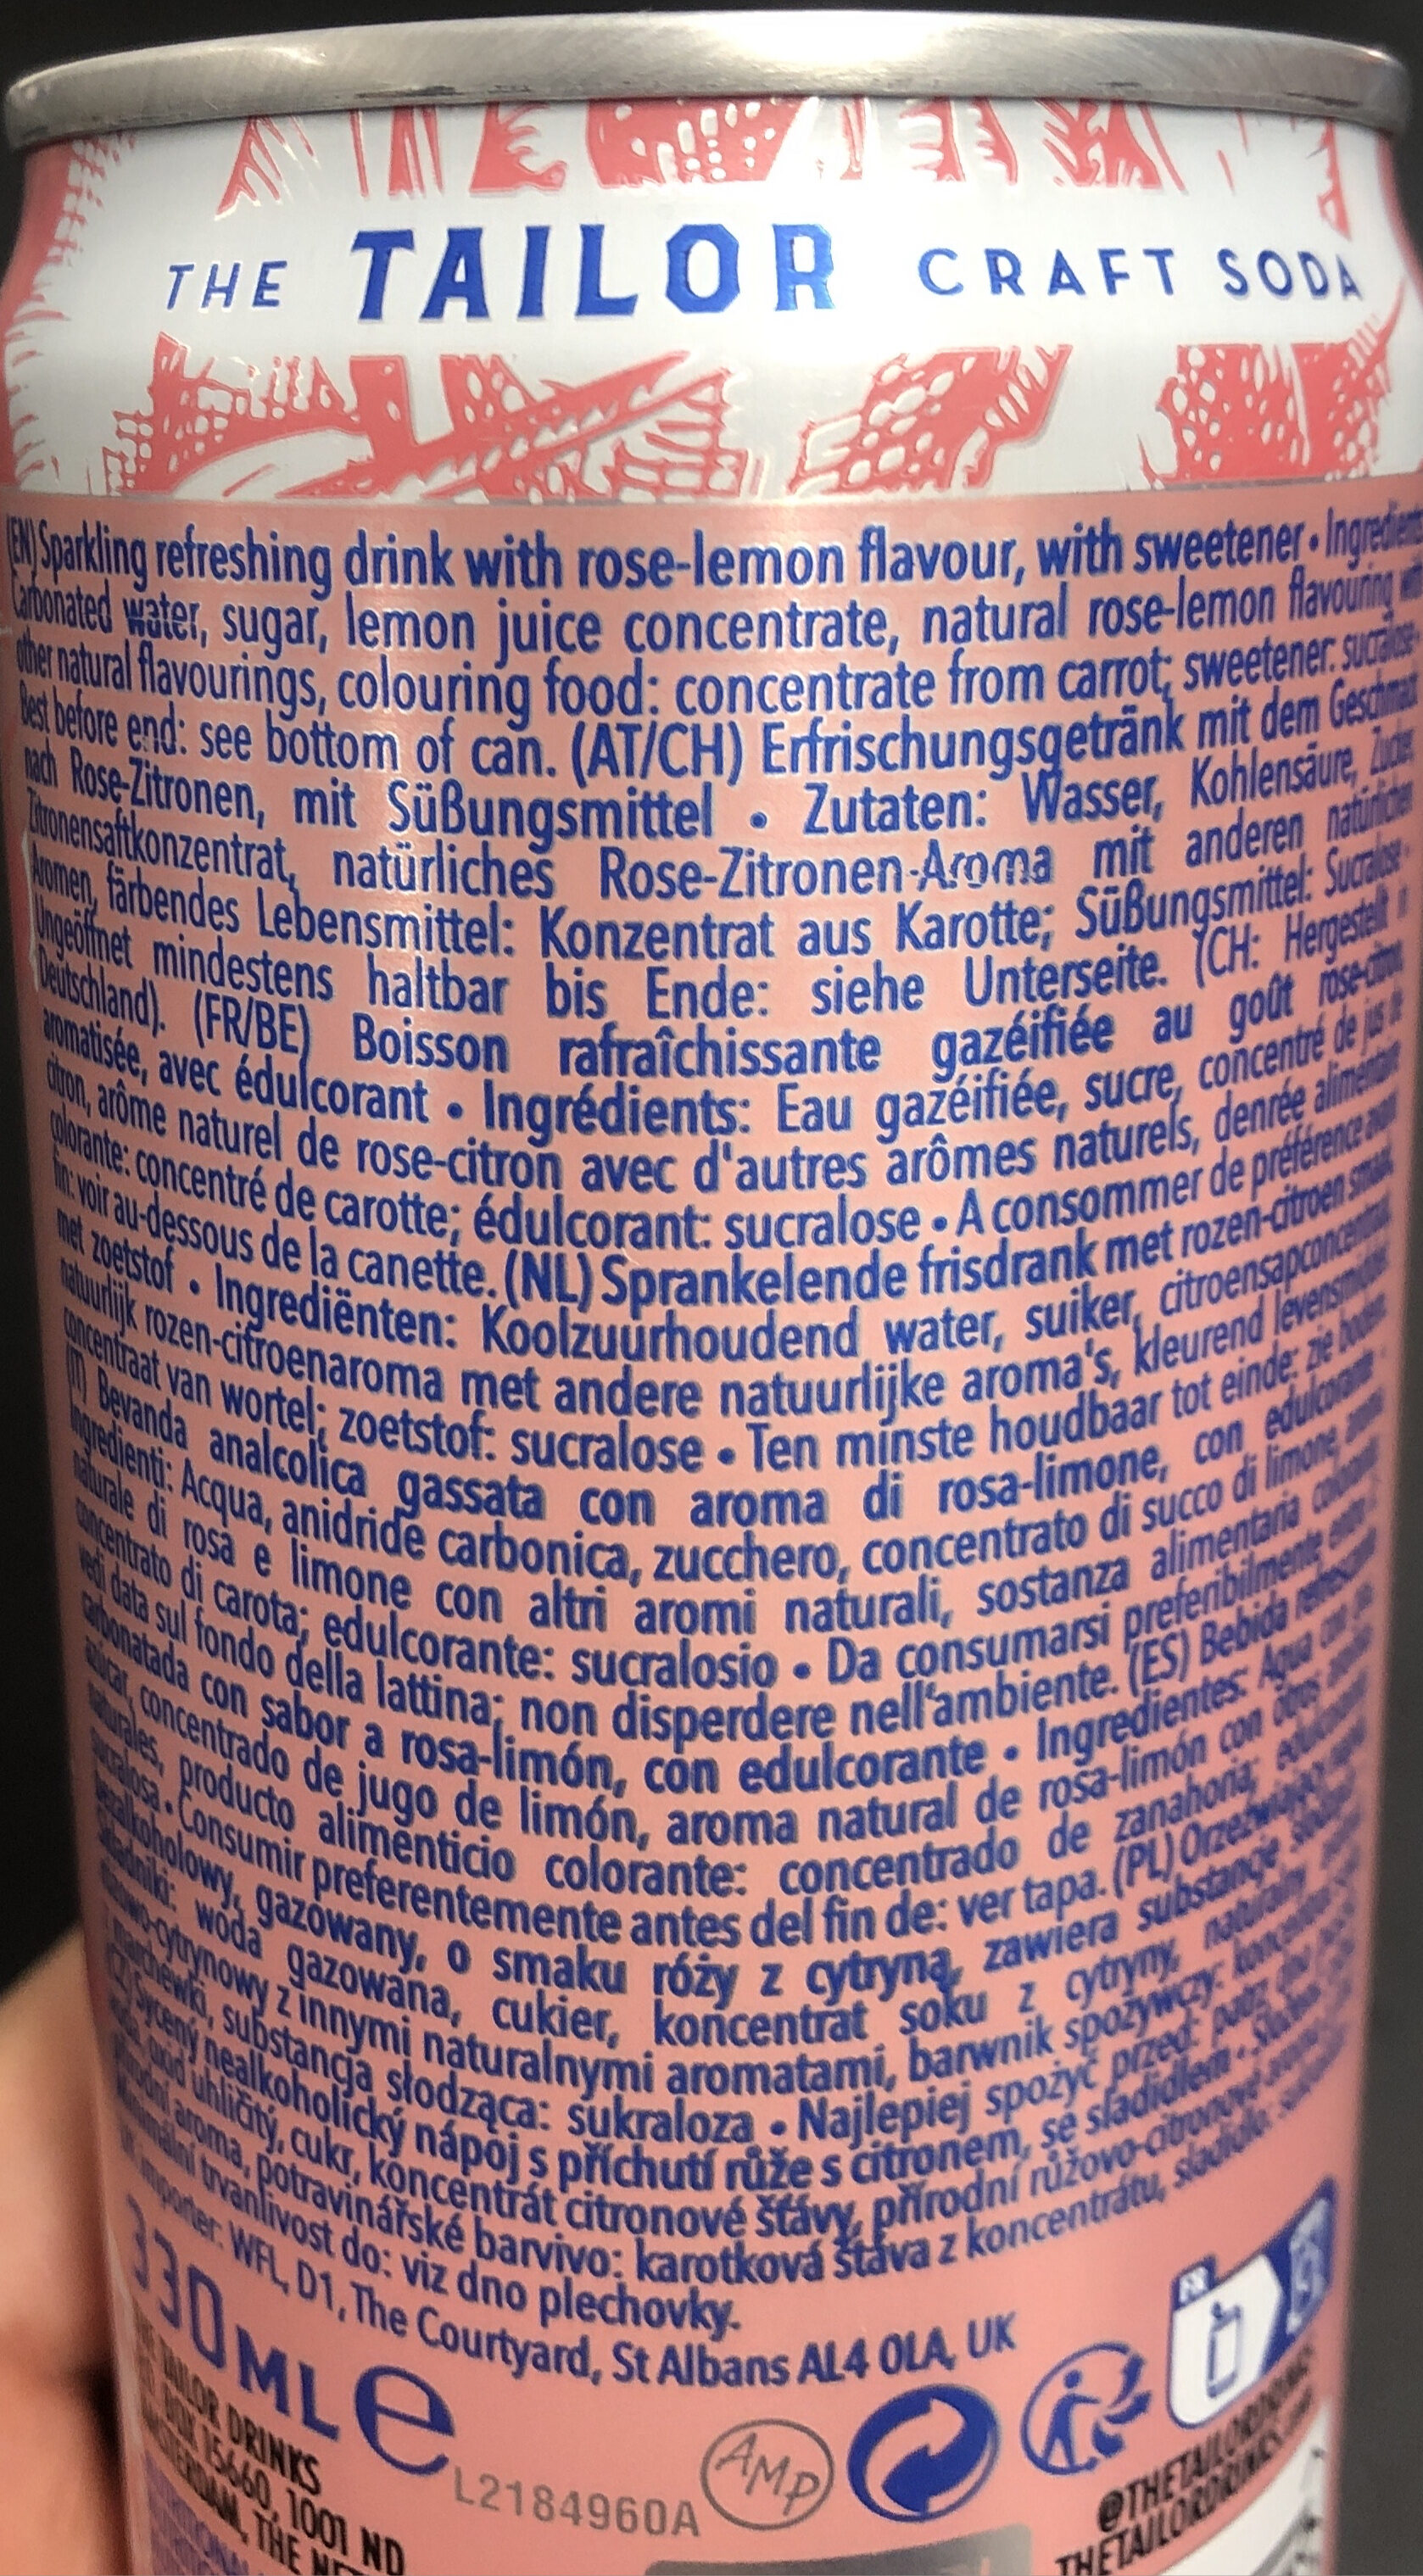 THE TAILOR CRAFT SODA
(EN) Sparkling refreshing drink with rose-lemon flavour, with sweetener •
Carbonated water, sugar, lemon juice concentrate, natural rose-lemon flavouring
other natural flavourings, colouring food: concentrate from carrot; sweetener: sucralose •
Best before end: see bottom of can. (AT/CH) Erfrischungsgetränk mit dem
nach Rose-Zitronen, mit Süßungsmittel • Zutaten: Wasser, Kohlensäure, Zucker,
Zitronensaftkonzentrat, natürliches Rose-Zitronen-Aroma mit anderen natürlichen
Aromen, färbendes Lebensmittel: Konzentrat aus Karotte; Süßungsmittel: Sucralose •
Ungeöffnet mindestens haltbar bis Ende: siehe Unterseite. (CH: Hergestellt
Deutschland). (FR/BE) Boisson rafraîchissante gazéifiée au goût rose-citron
aromatisée, avec édulcorant • Ingrédients: Eau gazéifiée, sucre, concentré de jus de
citron, arôme naturel de rose-citron avec d'autres arômes naturels, denrée alimentaire
colorante: concentré de carotte; édulcorant: sucralose • A consommer de préférence avant
fin: voir au-dessous de la canette. (NL) Sprankelende frisdrank met rozen-citroen smaak,
met zoetstof • Ingrediënten: Koolzuurhoudend water, suiker, citroensapconcentraat,
natuurlijk rozen-citroenaroma met andere natuurlijke aroma's, kleurend levensmiddel:
concentraat van wortel; zoetstof: sucralose • Ten minste houdbaar tot einde: zie bodem.
(IT) Bevanda analcolica gassata con aroma di rosa-limone, con edulcorante •
Ingredienti: Acqua, anidride carbonica, zucchero, concentrato di succo di limone, aroma
naturale di rosa e limone con altri aromi naturali, sostanza alimentaria colorante:
concentrato di carota; edulcorante: sucralosio • Da consumarsi preferibilmente entro
vedi data sul fondo della lattina; non disperdere nell'ambiente. (ES) Bebida refrescante
carbonatada con sabor a rosa-limón, con edulcorante • Ingredientes: Agua
azúcar, concentrado de jugo de limón, aroma natural de rosa-limón con otros aromas
naturales, producto alimenticio colorante: concentrado de zanahoria; edulcorante:
sucralosa • Consumir preferentemente antes del fin de: ver tapa. (PL) Orzeźwiający napój
bezalkoholowy, gazowany, o smaku róży z cytryną, zawiera substancje
Składniki: woda gazowana, cukier, koncentrat soku z cytryny, naturalny
różowo-cytrynowy z innymi naturalnymi aromatami, barwnik spożywczy: koncentrat
marchewki, substancja słodząca: sukraloza • Najlepiej spożyć przed: patrz dno
(CZ) Sycený nealkoholický nápoj s příchutí růže s citronem, se sladidlem •
uhličitý, cukr, koncentrát citronové šťávy, přírodní růžovo-citronové
aroma, potravinářské barvivo: karotková šťáva z koncentrátu, sladidlo:
trvanlivost do: viz dno plechovky.
importer: WFL, D1, The Courtyard, St Albans AL4 0LA, UK
330 ML e
L2184960A
AMP
FR
TAILOR DRINKS
BOX 15660, 1001 ND
@THETAILORDRINKS